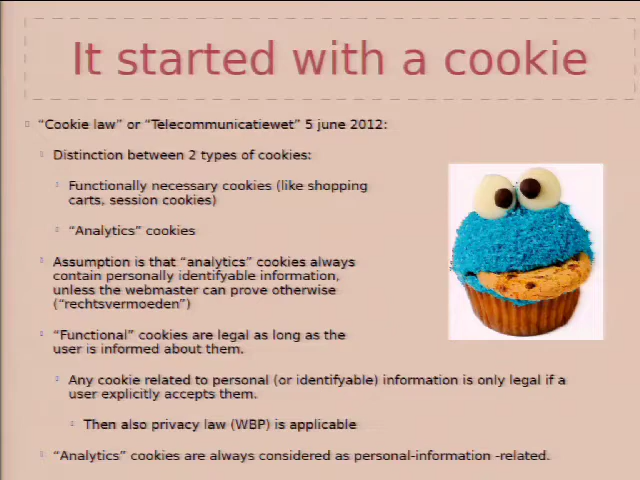 It started with a cookie
“Cookie law” or “Telecommunicatiewet” 5 june 2012:
Distinction between 2 types of cookies:
Functionally necessary cookies (like shopping
carts, session cookies)
“Analytics” cookies
Assumption is that “analytics” cookies always
contain personally identifyable information,
unless the webmaster can prove otherwise
(“rechtsvermoeden”)
“Functional” cookies are legal as long as the
user is informed about them.
Any cookie related to personal (or identifyable) information is only legal if a
user explicitly accepts them.
Then also privacy law (WBP) is applicable
“Analytics” cookies are always considered as personal-information -related.